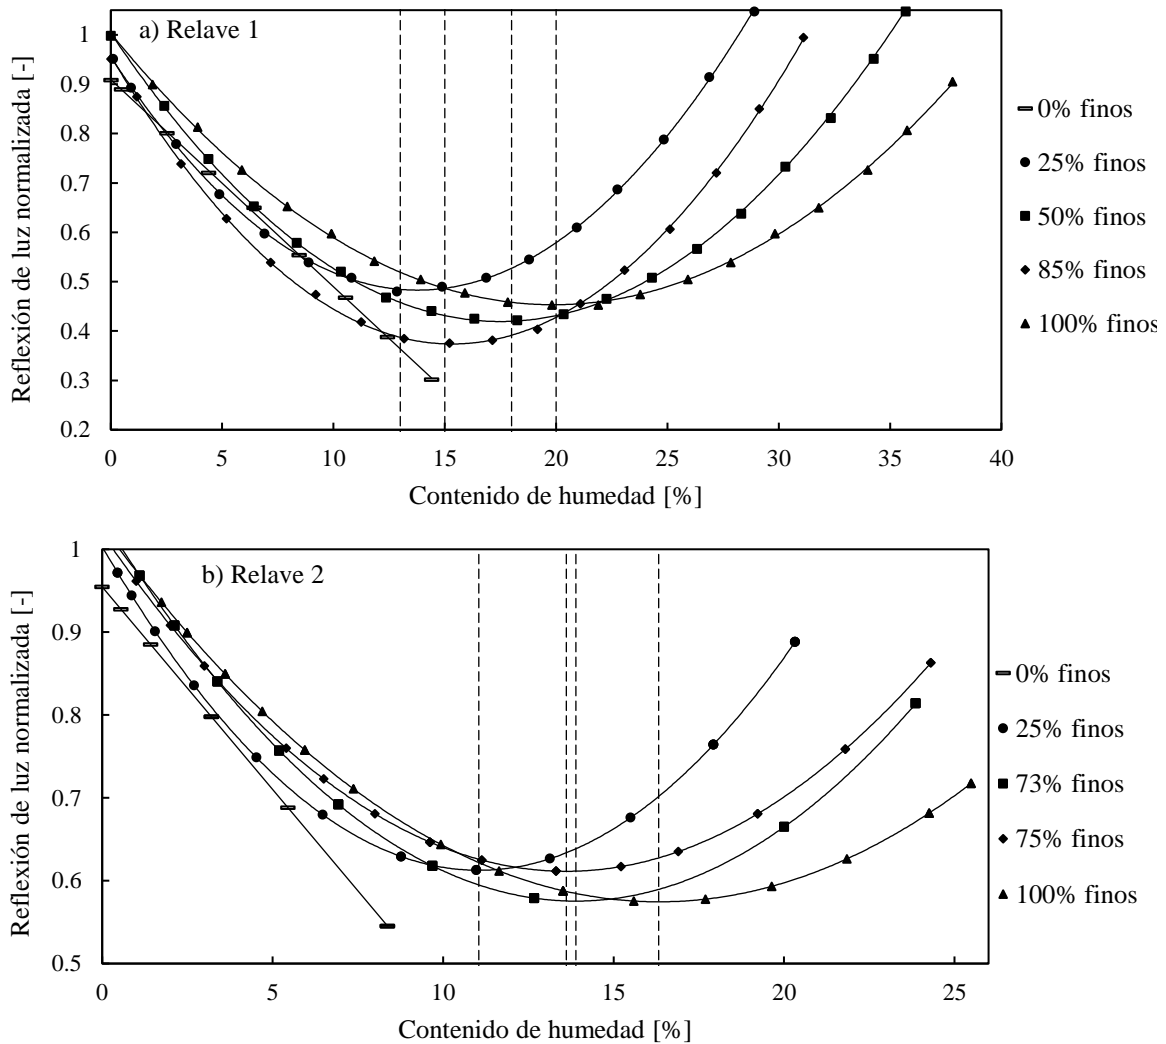 a) Relave 1
Reflexión de luz normalizada [-]
1
0.9
0.8
0.7
0.6
0.5
0.4
0.3
0.2
0 5 10 15 20 25 30 35 40
Contenido de humedad [%]
0% finos
25% finos
50% finos
85% finos
100% finos
b) Relave 2
Reflexión de luz normalizada [-]
1
0.9
0.8
0.7
0.6
0.5
0 5 10 15 20 25
Contenido de humedad [%]
0% finos
25% finos
73% finos
75% finos
100% finos